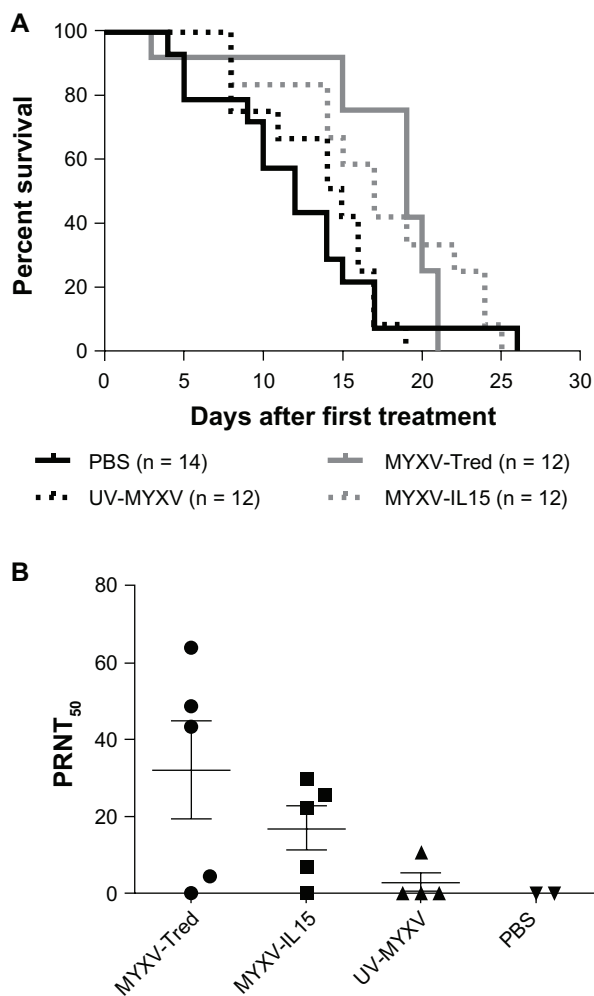 A
100
80
60
40
20
0
Percent survival
0 5 10 15 20 25 30
Days after first treatment
PBS (n = 14) MYXV-Tred (n = 12)
UV-MYXV (n = 12) MYXV-IL15 (n = 12)
B
80
60
40
20
0
PRNT₅₀
MYXV-Tred
MYXV-IL15
UV-MYXV
PBS